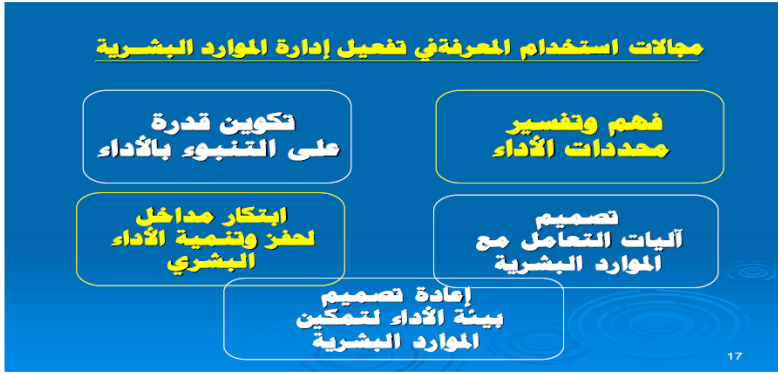 مجالات استخدام المعرفةفي تفعيل إدارة الموارد البشرية
فهم وتفسير
محددات الأداء
تكوين قدرة
على التنبوء بالأداء
تصميم
آليات التعامل مع
الموارد البشرية
ابتكار مداخل
لحفز وتنمية الأداء
البشري
إعادة تصميم
بيئة الأداء لتمكين
الموارد البشرية
17